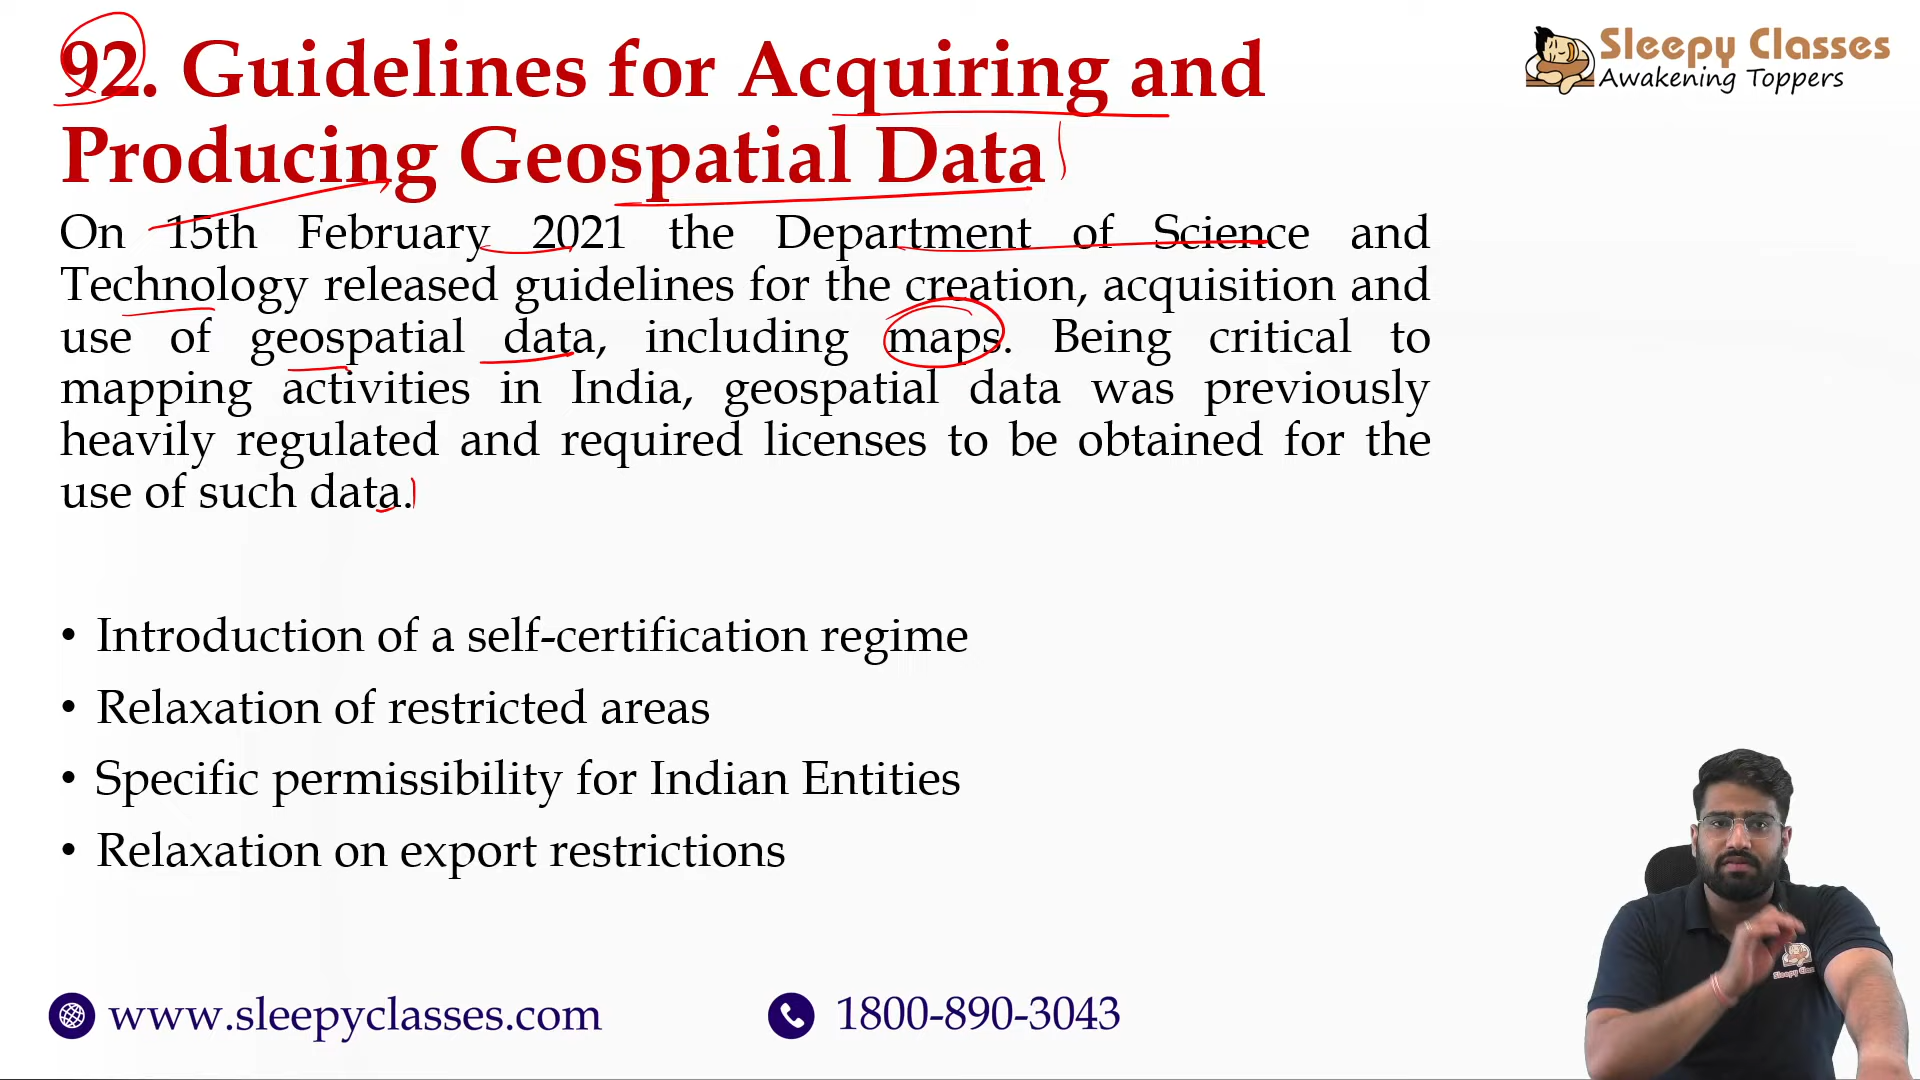 92. Guidelines for Acquiring and
Producing Geospatial Data
Sleepy Classes
Awakening Toppers
On 15th February 2021 the Department of Science and
Technology released guidelines for the creation, acquisition and
use of geospatial data, including maps. Being critical to
mapping activities in India, geospatial data was previously
heavily regulated and required licenses to be obtained for the
use of such data.
• Introduction of a self-certification regime
• Relaxation of restricted areas
• Specific permissibility for Indian Entities
• Relaxation on export restrictions
www.sleepyclasses.com
1800-890-3043